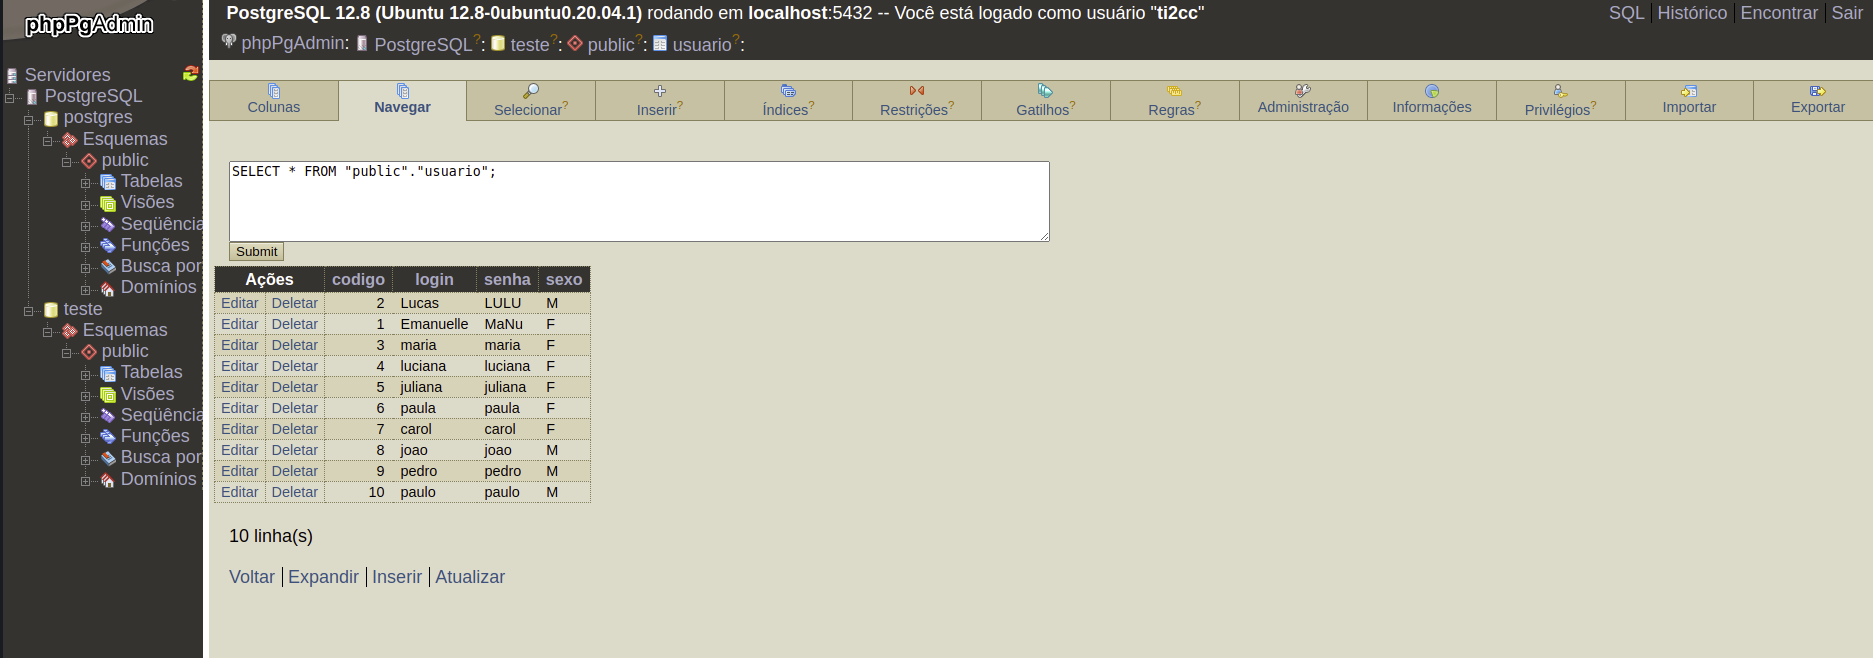 phpPgAdmin
Servidores
PostgreSQL
postgres
Esquemas
public
Tabelas
Visões
Seqüência
Funções
Busca por
Domínios
teste
Esquemas
public
Tabelas
Visões
Seqüência
Funções
Busca por
Domínios
PostgreSQL 12.8 (Ubuntu 12.8-0ubuntu0.20.04.1) rodando em localhost:5432 -- Você está logado como usuário "ti2cc"
SQL Histórico Encontrar Sair
phpPgAdmin: PostgreSQL?: teste?: public?: usuario?:
Colunas Navegar Selecionar? Inserir? Índices? Restrições? Gatilhos? Regras? Administração Informações Privilégios? Importar Exportar
SELECT * FROM "public"."usuario";
Submit
Ações codigo login senha sexo
Editar Deletar 2 Lucas LULU M
Editar Deletar 1 Emanuelle MaNu F
Editar Deletar 3 maria maria F
Editar Deletar 4 luciana luciana F
Editar Deletar 5 juliana juliana F
Editar Deletar 6 paula paula F
Editar Deletar 7 carol carol F
Editar Deletar 8 joao joao M
Editar Deletar 9 pedro pedro M
Editar Deletar 10 paulo paulo M
10 linha(s)
Voltar Expandir Inserir Atualizar